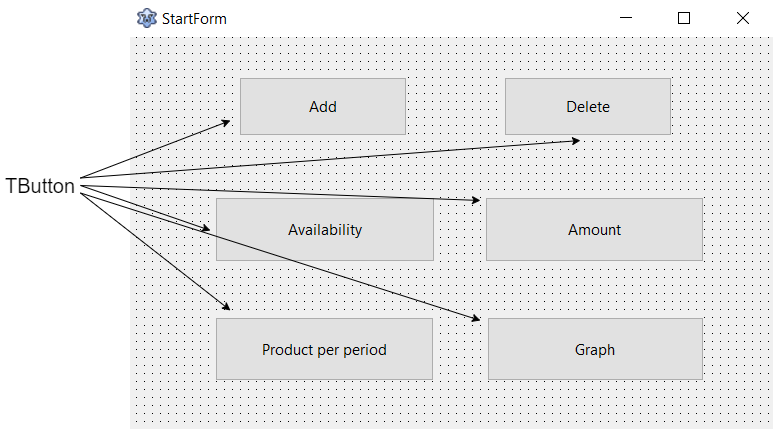 StartForm
Add
Delete
TButton
Availability
Amount
Product per period
Graph